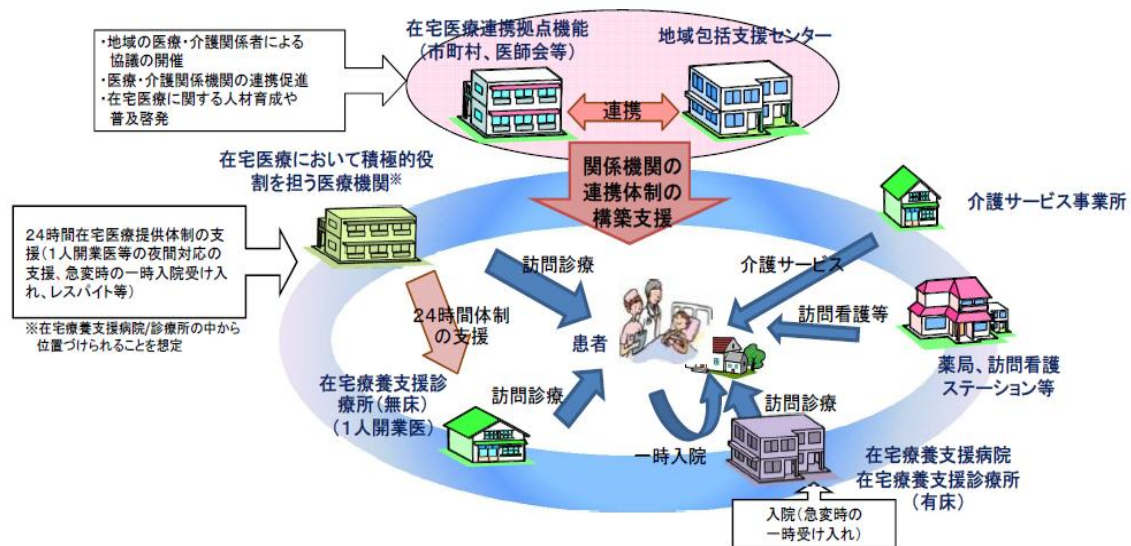 ・地域の医療・介護関係者による
協議の開催
・医療・介護関係機関の連携促進
・在宅医療に関する人材育成や
普及啓発
在宅医療連携拠点機能
(市町村、医師会等)
地域包括支援センター
連携
関係機関の
連携体制の
構築支援
在宅医療において積極的役
割を担う医療機関※
介護サービス事業所
24時間在宅医療提供体制の支
援(1人開業医等の夜間対応の
支援、急変時の一時入院受け入
れ、レスパイト等)
※在宅療養支援病院/診療所の中から
位置づけられることを想定
訪問診療
介護サービス
24時間体制
の支援
訪問看護等
患者
薬局、訪問看護
ステーション等
在宅療養支援診
療所(無床)
(1人開業医)
訪問診療
訪問診療
一時入院
在宅療養支援病院
在宅療養支援診療所
(有床)
入院(急変時の
一時受け入れ)